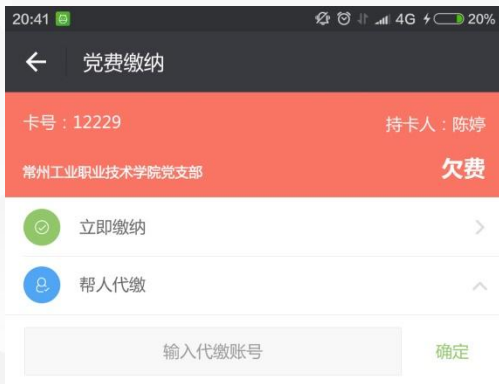 20:41 4G 20%
党费缴纳
卡号：12229 持卡人：陈婷
常州工业职业技术学院党支部 欠费
立即缴纳
帮人代缴
输入代缴账号 确定